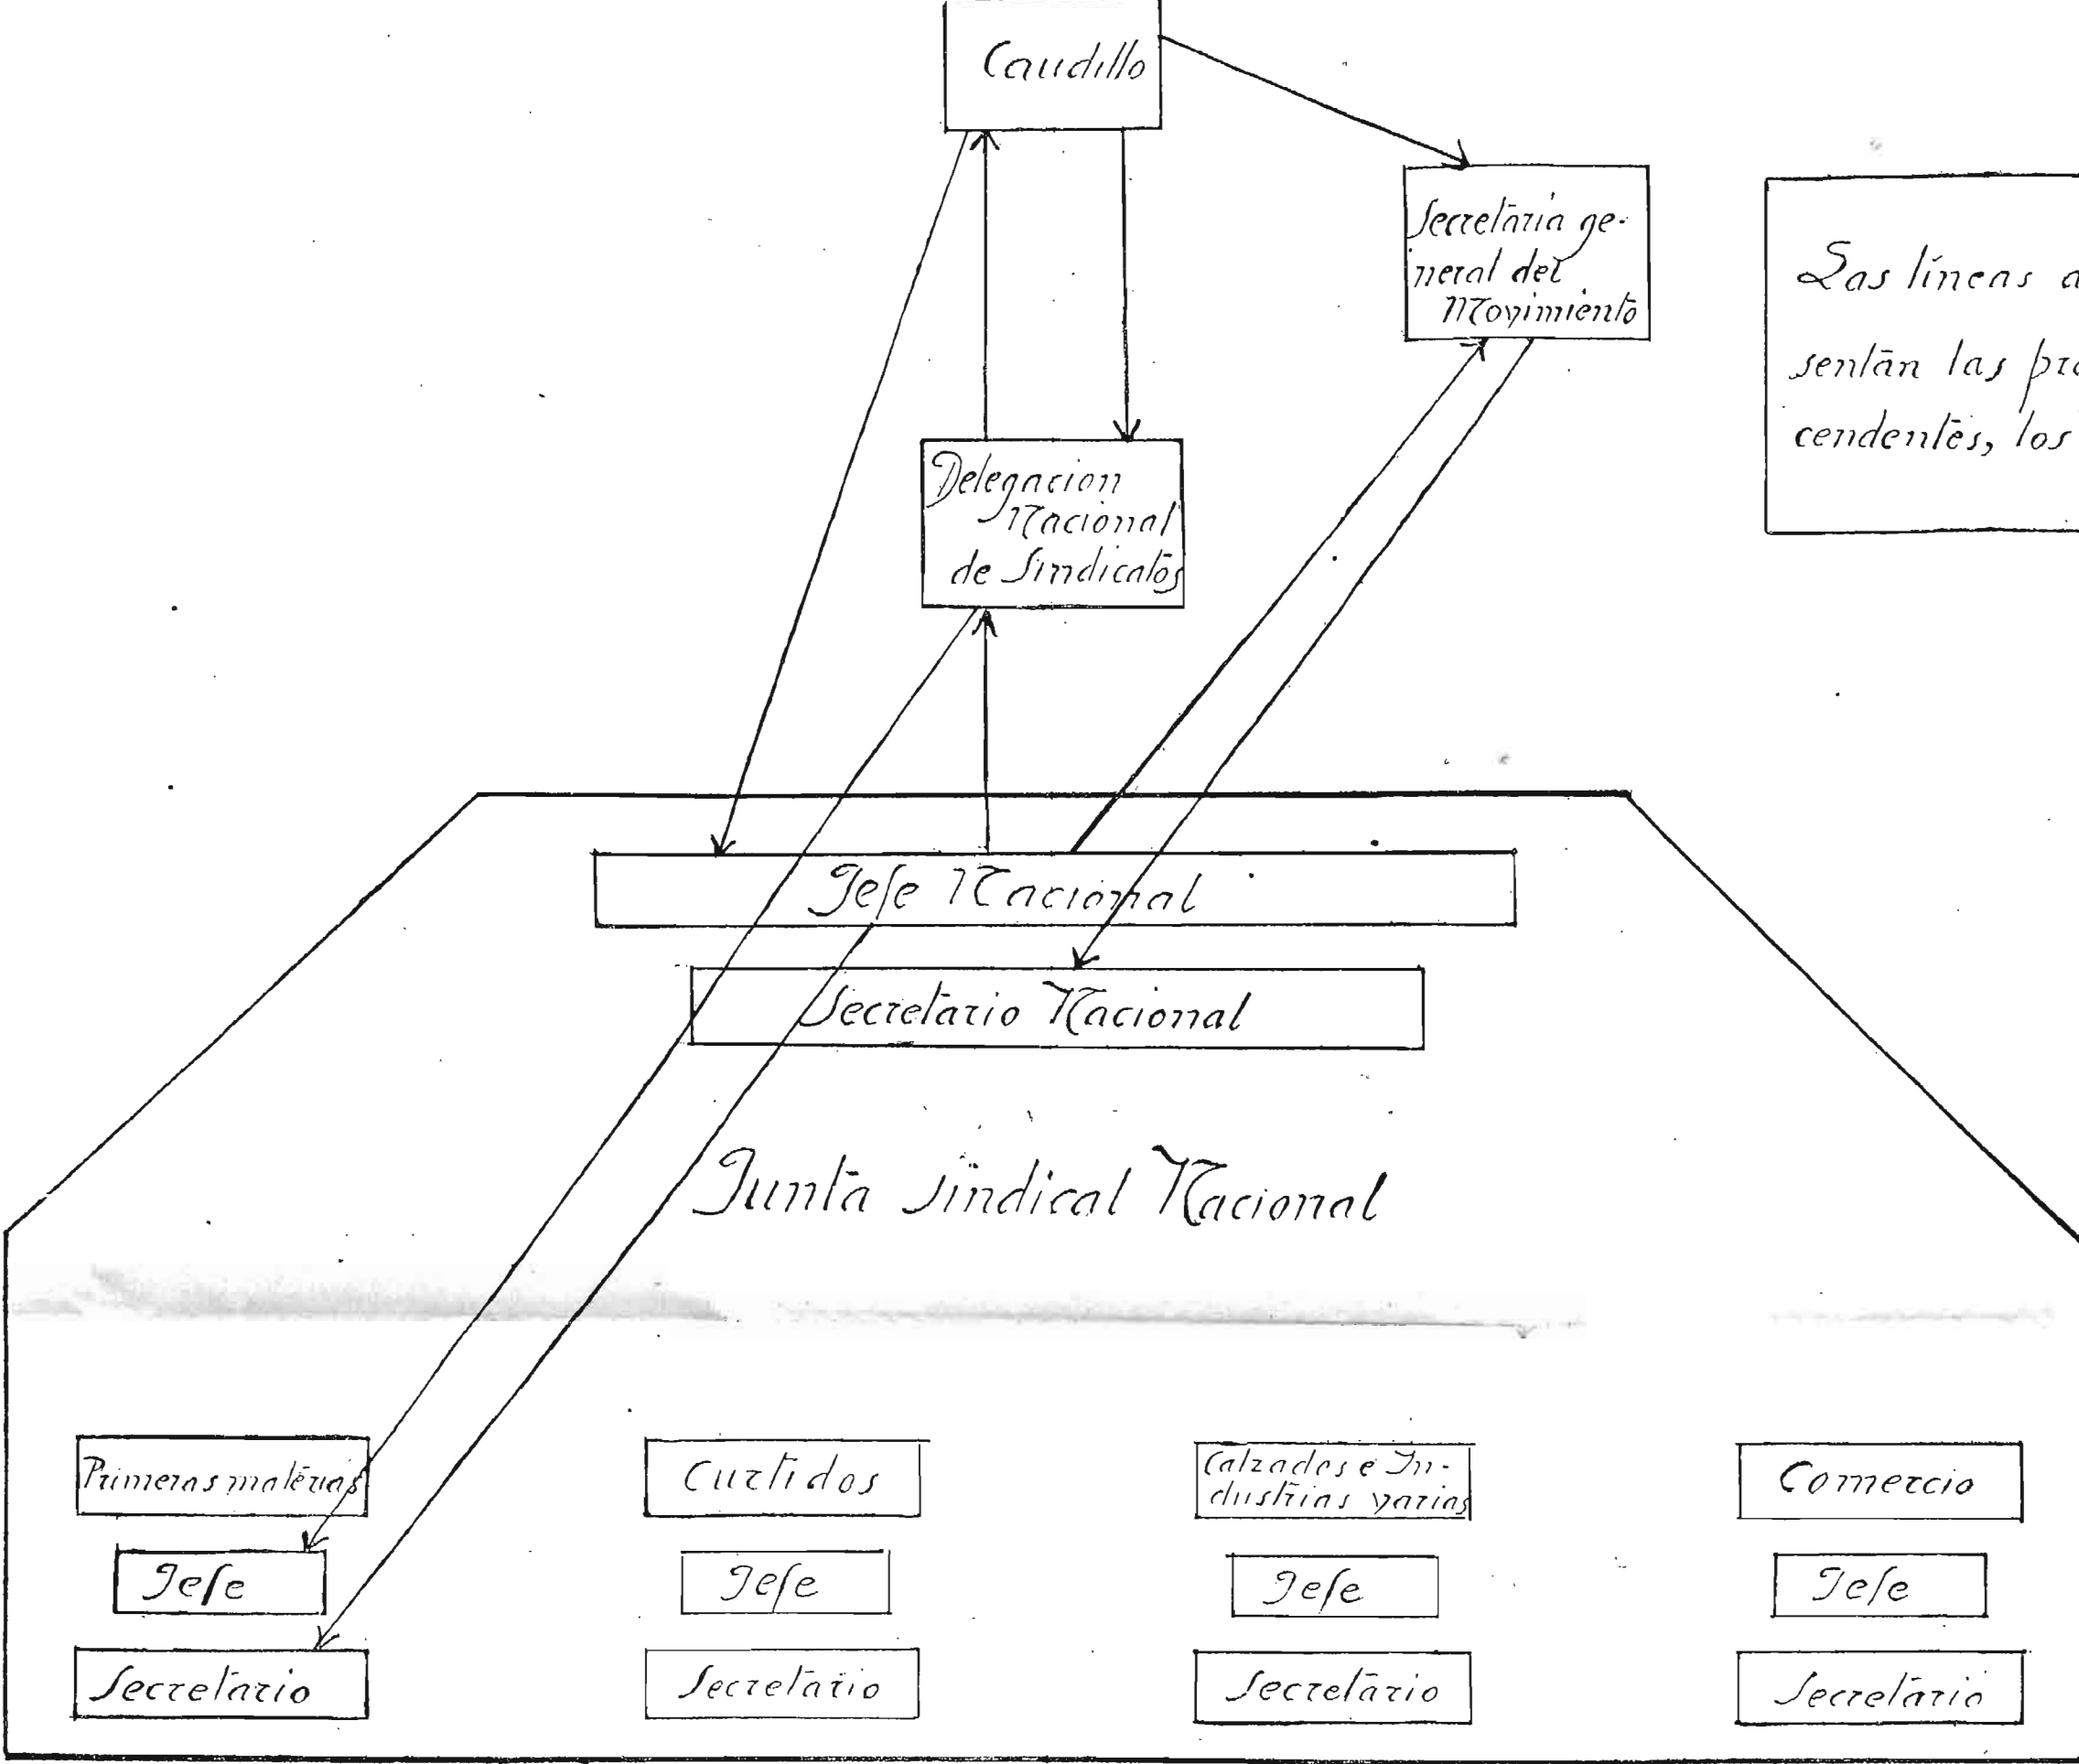 Caudillo
Secretaria ge-
neral del
Movimiento
Las líneas a
sentan las pro
cendentes, los
Delegacion
Nacional
de Sindicatos
Jefe Nacional
Secretario Nacional
Junta Sindical Nacional
Primeras materias
Curtidos
Calzados e In-
dustrias varias
Comercio
Jefe
Jefe
Jefe
Jefe
Secretario
Secretario
Secretario
Secretario